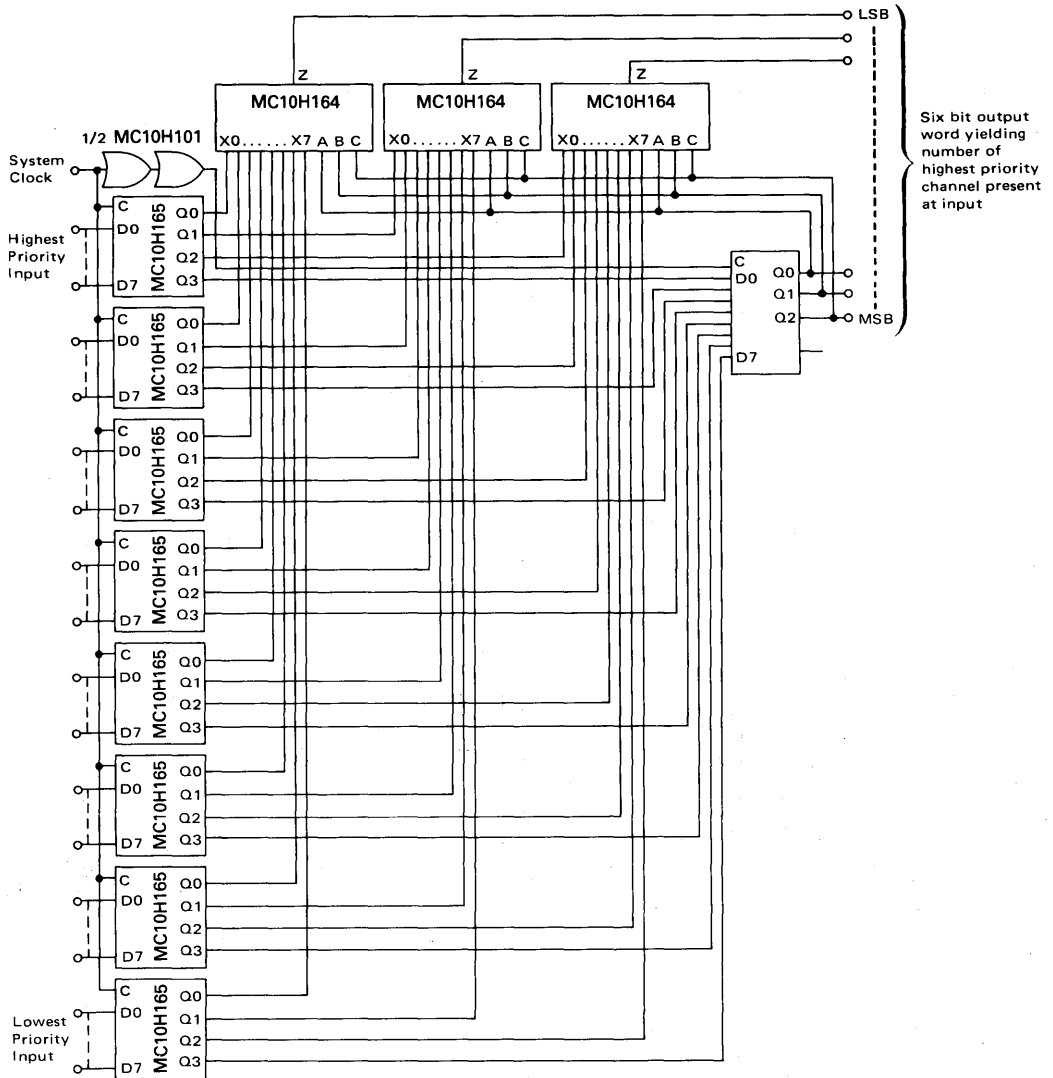 LSB
Z
Z
Z
MC10H164
MC10H164
MC10H164
X0......X7 A B C
X0......X7 A B C
X0......X7 A B C
1/2 MC10H101
System
Clock
Six bit output
word yielding
number of
highest priority
channel present
at input
Highest
Priority
Input
C
D0
D7
MC10H165
Q0
Q1
Q2
Q3
C
D0
D7
Q0
Q1
Q2
MSB
C
D0
D7
MC10H165
Q0
Q1
Q2
Q3
C
D0
D7
MC10H165
Q0
Q1
Q2
Q3
C
D0
D7
MC10H165
Q0
Q1
Q2
Q3
C
D0
D7
MC10H165
Q0
Q1
Q2
Q3
C
D0
D7
MC10H165
Q0
Q1
Q2
Q3
C
D0
D7
MC10H165
Q0
Q1
Q2
Q3
Lowest
Priority
Input
C
D0
D7
MC10H165
Q0
Q1
Q2
Q3